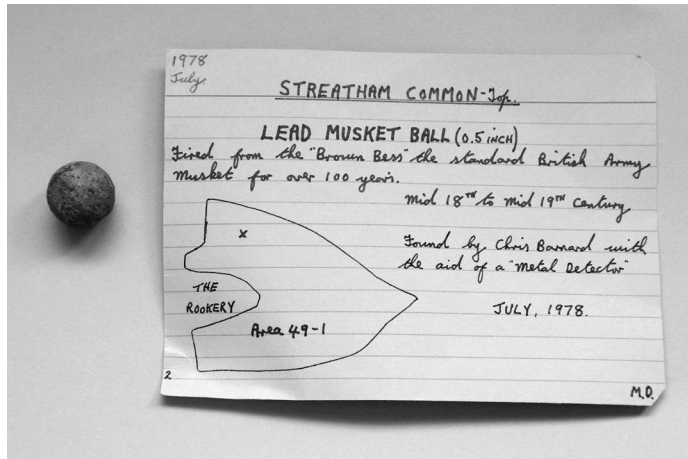 1978
July.
STREATHAM COMMON-Top.
LEAD MUSKET BALL (0.5 INCH)
Fired from the "Brown Bess" the standard British Army
Musket for over 100 years.
Mid 18TH to Mid 19TH Century
Found by Chris Barnard with
the aid of a "Metal Detector"
THE
ROOKERY
JULY, 1978.
Area 49-1
2
M.D.